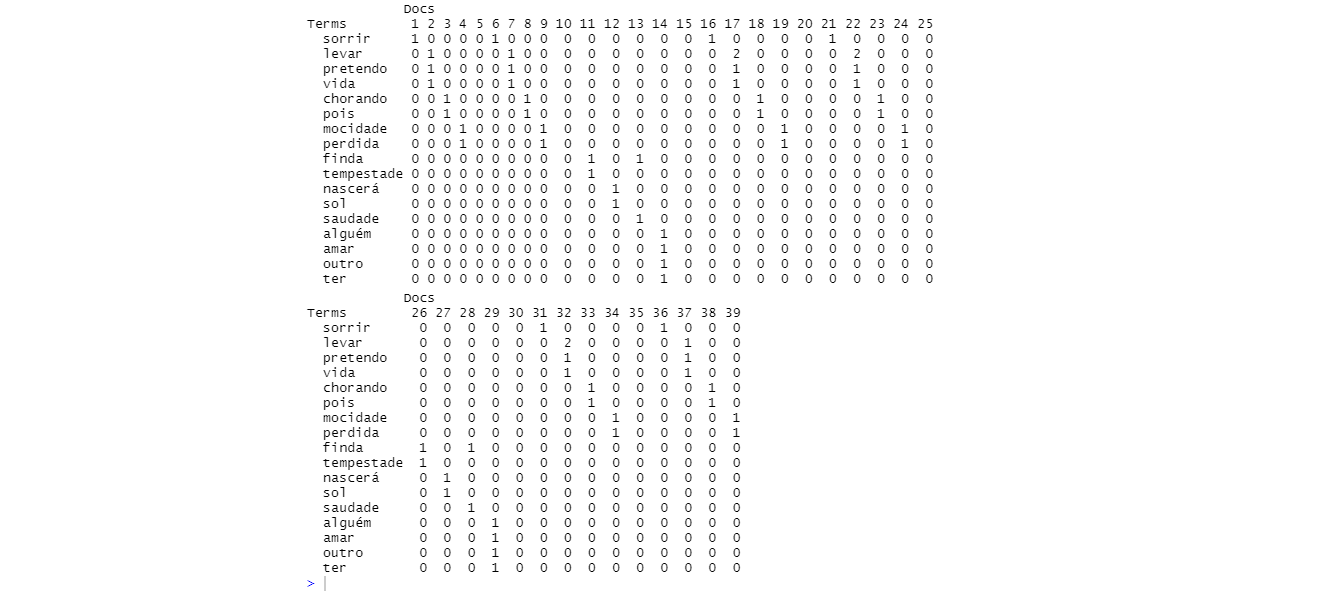 Docs
Terms        1 2 3 4 5 6 7 8 9 10 11 12 13 14 15 16 17 18 19 20 21 22 23 24 25
  sorrir     1 0 0 0 0 1 0 0 0  0  0  0  0  0  0  1  0  0  0  0  1  0  0  0  0
  levar      0 1 0 0 0 0 1 0 0  0  0  0  0  0  0  0  2  0  0  0  0  2  0  0  0
  pretendo   0 1 0 0 0 0 1 0 0  0  0  0  0  0  0  0  1  0  0  0  0  1  0  0  0
  vida       0 1 0 0 0 0 1 0 0  0  0  0  0  0  0  0  1  0  0  0  0  1  0  0  0
  chorando   0 0 1 0 0 0 0 1 0  0  0  0  0  0  0  0  0  1  0  0  0  0  1  0  0
  pois       0 0 1 0 0 0 0 1 0  0  0  0  0  0  0  0  0  1  0  0  0  0  1  0  0
  mocidade   0 0 0 1 0 0 0 0 1  0  0  0  0  0  0  0  0  0  1  0  0  0  0  1  0
  perdida    0 0 0 1 0 0 0 0 1  0  0  0  0  0  0  0  0  0  1  0  0  0  0  1  0
  finda      0 0 0 0 0 0 0 0 0  0  1  0  1  0  0  0  0  0  0  0  0  0  0  0  0
  tempestade 0 0 0 0 0 0 0 0 0  0  1  0  0  0  0  0  0  0  0  0  0  0  0  0  0
  nascerá    0 0 0 0 0 0 0 0 0  0  0  1  0  0  0  0  0  0  0  0  0  0  0  0  0
  sol        0 0 0 0 0 0 0 0 0  0  0  1  0  0  0  0  0  0  0  0  0  0  0  0  0
  saudade    0 0 0 0 0 0 0 0 0  0  0  0  1  0  0  0  0  0  0  0  0  0  0  0  0
  alguém     0 0 0 0 0 0 0 0 0  0  0  0  0  1  0  0  0  0  0  0  0  0  0  0  0
  amar       0 0 0 0 0 0 0 0 0  0  0  0  0  1  0  0  0  0  0  0  0  0  0  0  0
  outro      0 0 0 0 0 0 0 0 0  0  0  0  0  1  0  0  0  0  0  0  0  0  0  0  0
  ter        0 0 0 0 0 0 0 0 0  0  0  0  0  1  0  0  0  0  0  0  0  0  0  0  0
            Docs
Terms        26 27 28 29 30 31 32 33 34 35 36 37 38 39
  sorrir      0  0  0  0  0  1  0  0  0  0  1  0  0  0
  levar       0  0  0  0  0  0  2  0  0  0  0  1  0  0
  pretendo    0  0  0  0  0  0  1  0  0  0  0  1  0  0
  vida        0  0  0  0  0  0  1  0  0  0  0  1  0  0
  chorando    0  0  0  0  0  0  0  1  0  0  0  0  1  0
  pois        0  0  0  0  0  0  0  1  0  0  0  0  1  0
  mocidade    0  0  0  0  0  0  0  0  1  0  0  0  0  1
  perdida     0  0  0  0  0  0  0  0  1  0  0  0  0  1
  finda       1  0  1  0  0  0  0  0  0  0  0  0  0  0
  tempestade  1  0  0  0  0  0  0  0  0  0  0  0  0  0
  nascerá     0  1  0  0  0  0  0  0  0  0  0  0  0  0
  sol         0  1  0  0  0  0  0  0  0  0  0  0  0  0
  saudade     0  0  1  0  0  0  0  0  0  0  0  0  0  0
  alguém      0  0  0  1  0  0  0  0  0  0  0  0  0  0
  amar        0  0  0  1  0  0  0  0  0  0  0  0  0  0
  outro       0  0  0  1  0  0  0  0  0  0  0  0  0  0
  ter         0  0  0  1  0  0  0  0  0  0  0  0  0  0
>